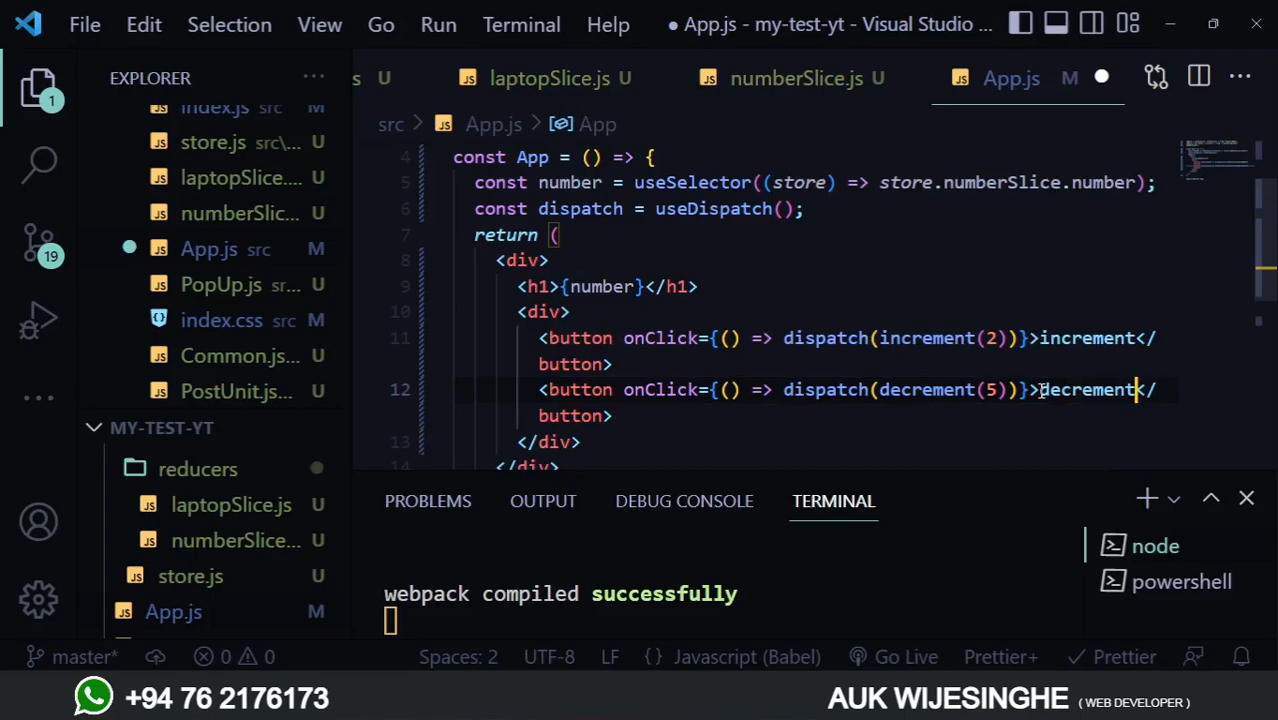 File Edit Selection View Go Run Terminal Help ● App.js - my-test-yt - Visual Studio ...
EXPLORER ...
s U laptopSlice.js U numberSlice.js U App.js M
src > App.js > App
1
19
index.js src
store.js src\... U
laptopSlice.... U
numberSlic... U
App.js src M
PopUp.js sr... U
index.css src M
Common.js... U
PostUnit.js U
MY-TEST-YT
reducers
laptopSlice.js U
numberSlice... U
store.js U
App.js M
4 const App = () => {
5 const number = useSelector((store) => store.numberSlice.number);
6 const dispatch = useDispatch();
7 return (
8 <div>
9 <h1>{number}</h1>
10 <div>
11 <button onClick={() => dispatch(increment(2))}>increment</
button>
12 <button onClick={() => dispatch(decrement(5))}>decrement</
button>
13 </div>
14 </div>
PROBLEMS OUTPUT DEBUG CONSOLE TERMINAL
webpack compiled successfully
node
powershell
master* 0 0 Spaces: 2 UTF-8 LF {} JavaScript (Babel) Go Live Prettier+ Prettier
+94 76 2176173 AUK WIJESINGHE ( WEB DEVELOPER )